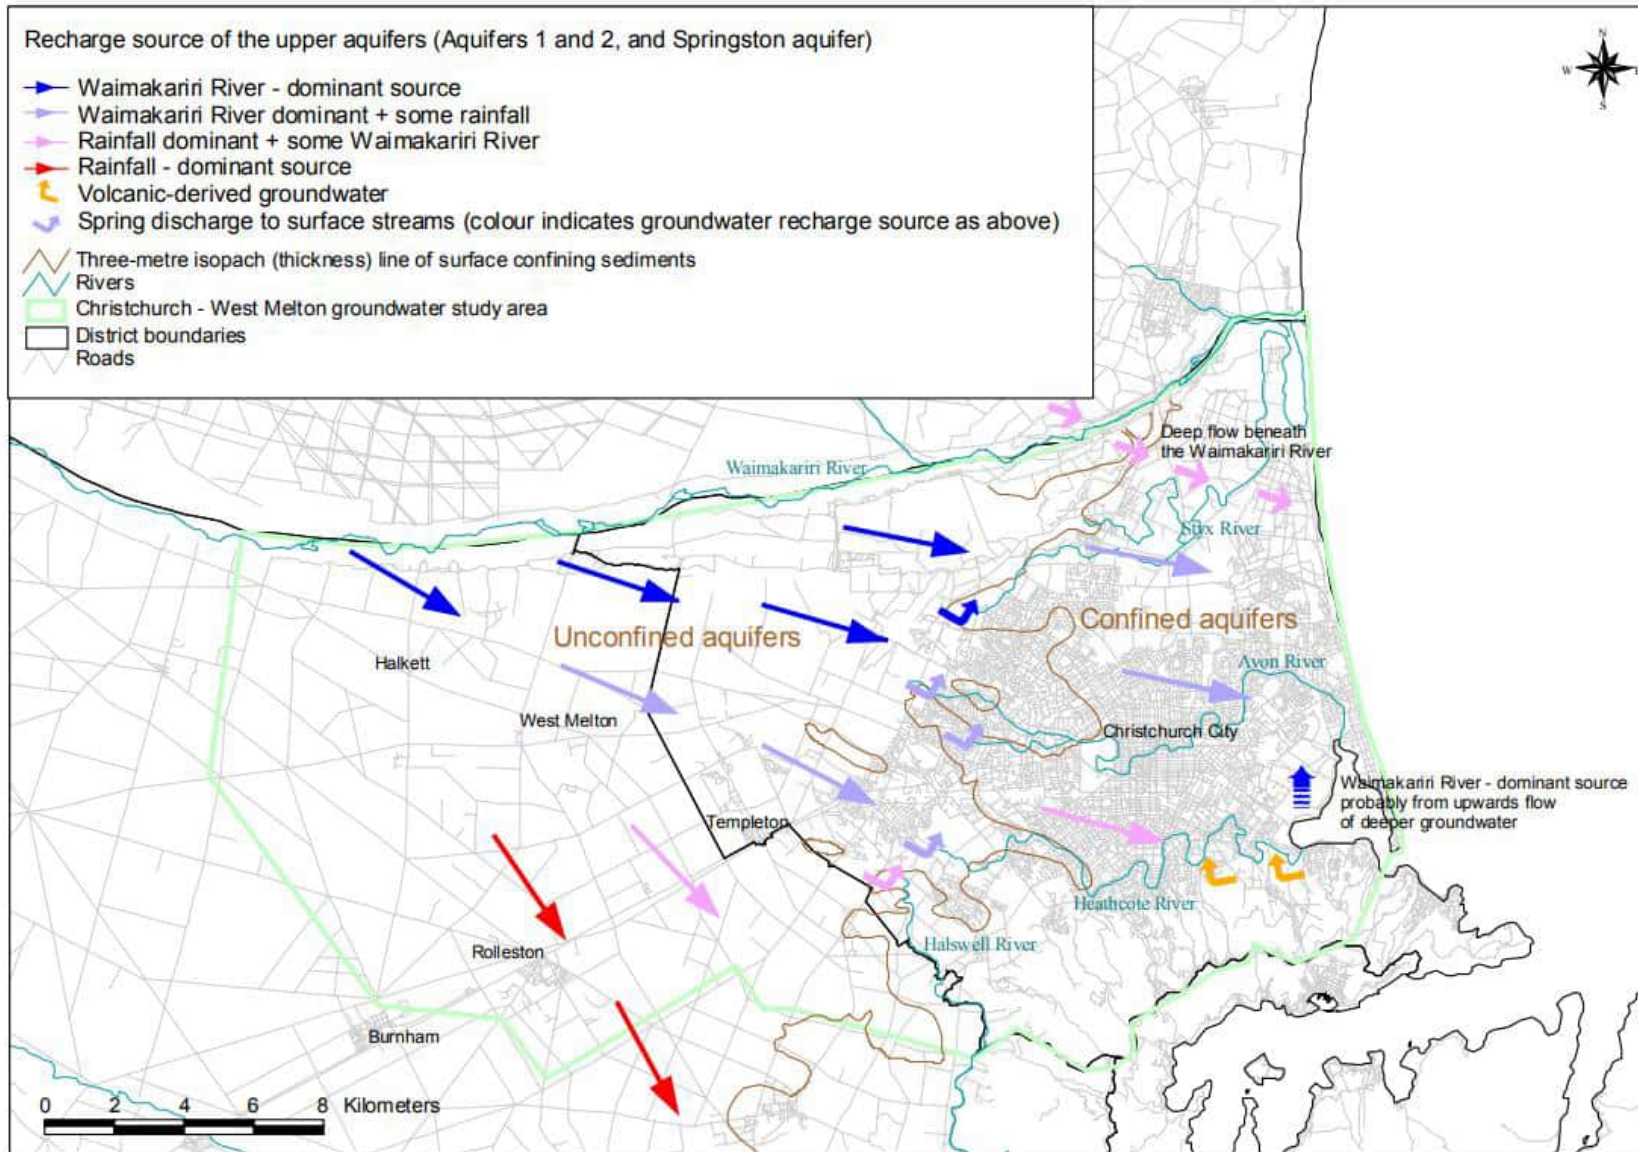 Recharge source of the upper aquifers (Aquifers 1 and 2, and Springston aquifer)
Waimakariri River - dominant source
Waimakariri River dominant + some rainfall
Rainfall dominant + some Waimakariri River
Rainfall - dominant source
Volcanic-derived groundwater
Spring discharge to surface streams (colour indicates groundwater recharge source as above)
Three-metre isopach (thickness) line of surface confining sediments
Rivers
Christchurch - West Melton groundwater study area
District boundaries
Roads
N
W
E
S
Deep flow beneath
the Waimakariri River
Waimakariri River
Styx River
Unconfined aquifers
Confined aquifers
Halkett
Avon River
West Melton
Christchurch City
Waimakariri River - dominant source
probably from upwards flow
of deeper groundwater
Templeton
Heathcote River
Halswell River
Rolleston
Burnham
0 2 4 6 8 Kilometers